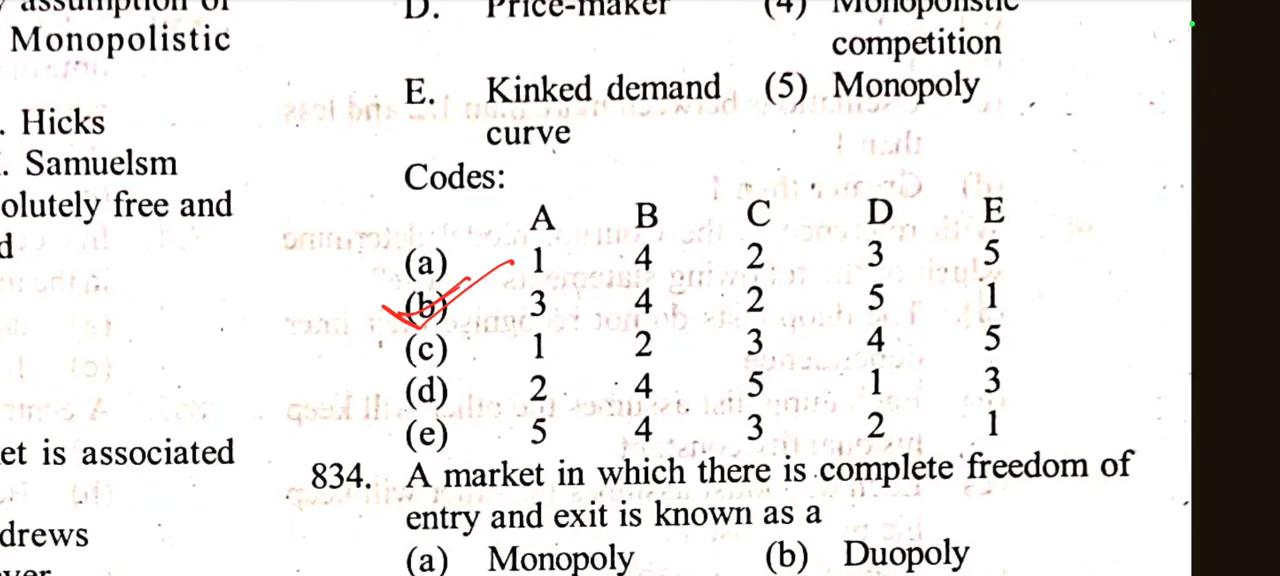 assumption of
Monopolistic
. Hicks
. Samuelsm
olutely free and
d
et is associated
drews
D. Price-maker (4) Monopolistic
competition
E. Kinked demand (5) Monopoly
curve
Codes:
A B C D E
(a) 1 4 2 3 5
(b) 3 4 2 5 1
(c) 1 2 3 4 5
(d) 2 4 5 1 3
(e) 5 4 3 2 1
834. A market in which there is complete freedom of
entry and exit is known as a
(a) Monopoly (b) Duopoly